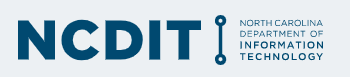 NCDIT
NORTH CAROLINA
DEPARTMENT OF
INFORMATION
TECHNOLOGY